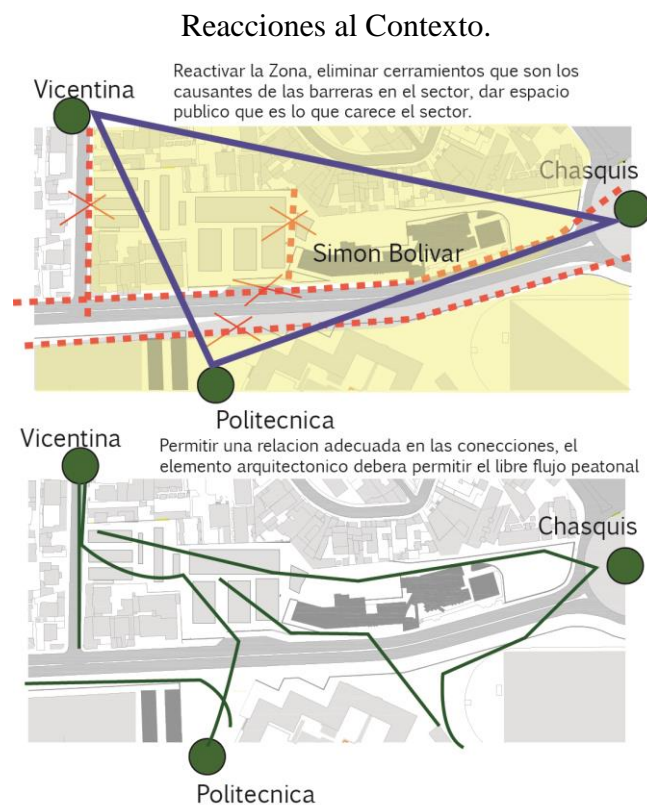 Reacciones al Contexto.
Reactivar la Zona, eliminar cerramientos que son los
causantes de las barreras en el sector, dar espacio
publico que es lo que carece el sector.
Vicentina
Chasquis
Simon Bolivar
Politecnica
Vicentina
Permitir una relacion adecuada en las conecciones, el
elemento arquitectonico debera permitir el libre flujo peatonal
Chasquis
Politecnica